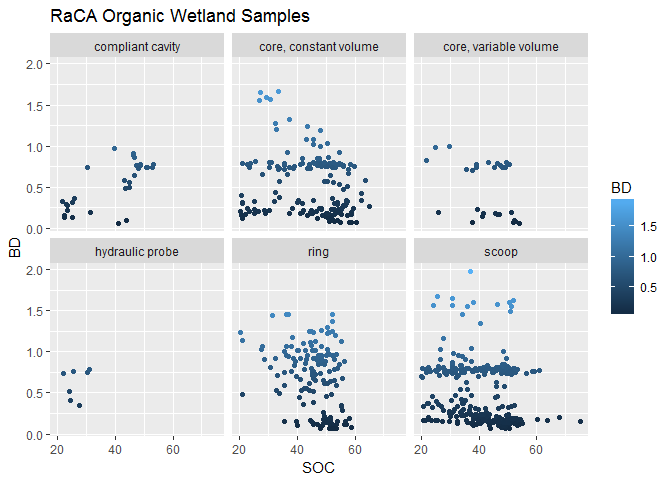 RaCA Organic Wetland Samples
compliant cavity
core, constant volume
core, variable volume
2.0
1.5
1.0
0.5
0.0
hydraulic probe
ring
scoop
2.0
1.5
1.0
0.5
0.0
20 40 60
20 40 60
20 40 60
SOC
BD
BD
1.5
1.0
0.5